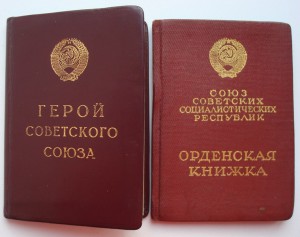 ГЕРОЙ
СОВЕТСКОГО
СОЮЗА
СОЮЗ
СОВЕТСКИХ
СОЦИАЛИСТИЧЕСКИХ
РЕСПУБЛИК
ОРДЕНСКАЯ
КНИЖКА